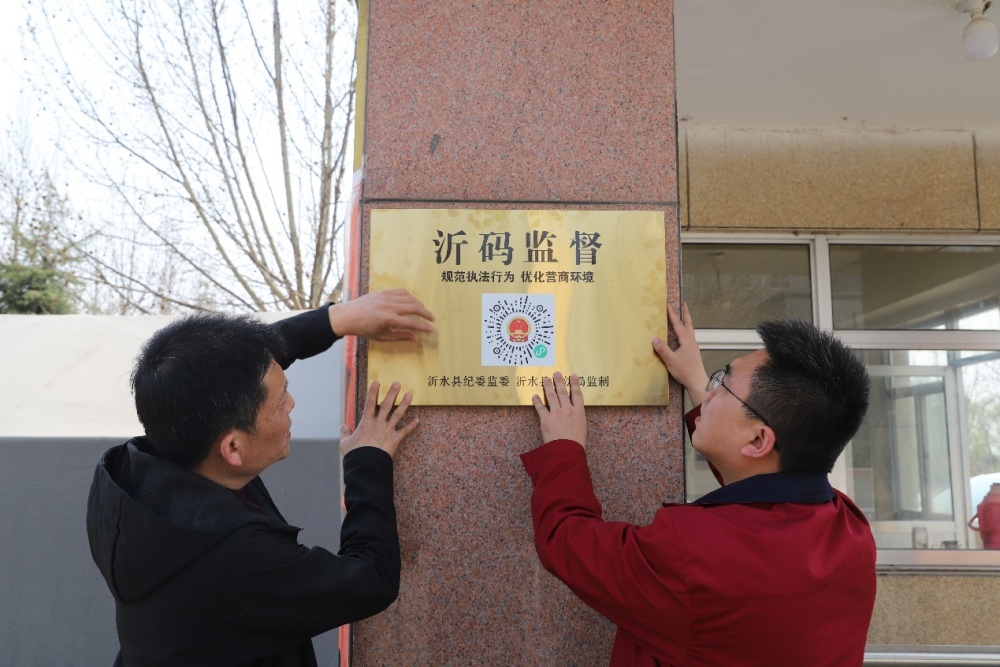 沂码监督
规范执法行为 优化营商环境
沂水县纪委监委 沂水县 法局监制